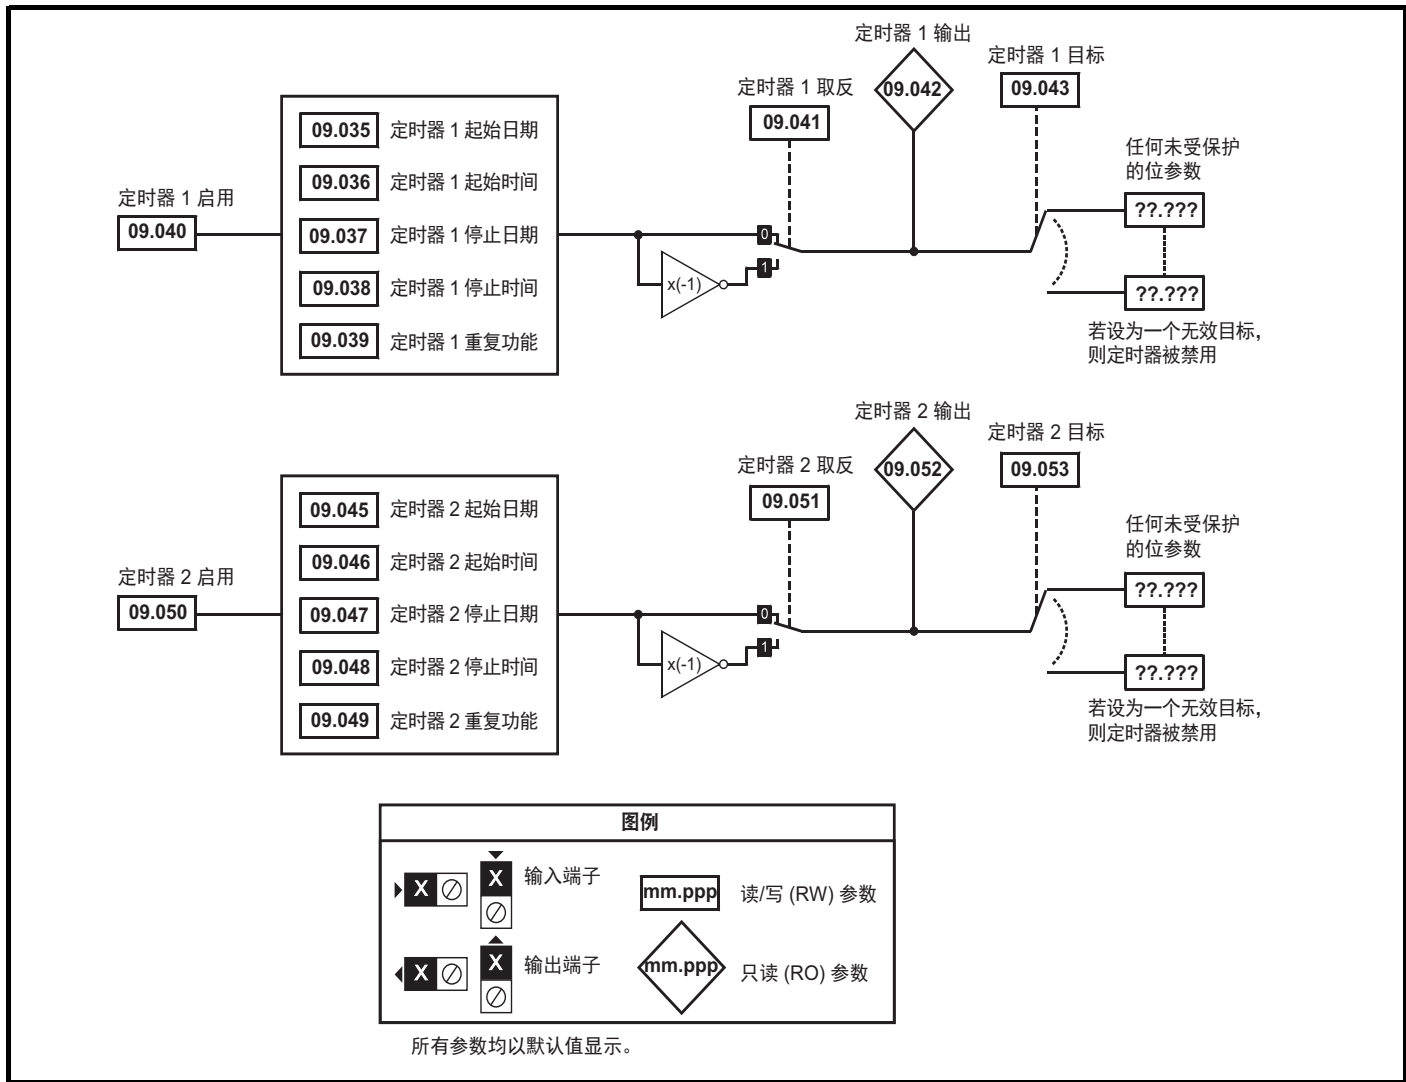 定时器 1 输出
定时器 1 目标
定时器 1 取反
09.042
09.043
09.041
09.035 定时器 1 起始日期
任何未受保护
的位参数
09.036 定时器 1 起始时间
定时器 1 启用
??.???
09.040
09.037 定时器 1 停止日期
0
1
x(-1)
09.038 定时器 1 停止时间
??.???
若设为一个无效目标,
则定时器被禁用
09.039 定时器 1 重复功能
定时器 2 输出
定时器 2 目标
定时器 2 取反
09.052
09.053
09.051
09.045 定时器 2 起始日期
任何未受保护
的位参数
09.046 定时器 2 起始时间
定时器 2 启用
??.???
09.050
09.047 定时器 2 停止日期
0
1
x(-1)
09.048 定时器 2 停止时间
??.???
若设为一个无效目标,
则定时器被禁用
09.049 定时器 2 重复功能
图例
X X 输入端子
mm.ppp 读/写 (RW) 参数
X X 输出端子
mm.ppp 只读 (RO) 参数
所有参数均以默认值显示。